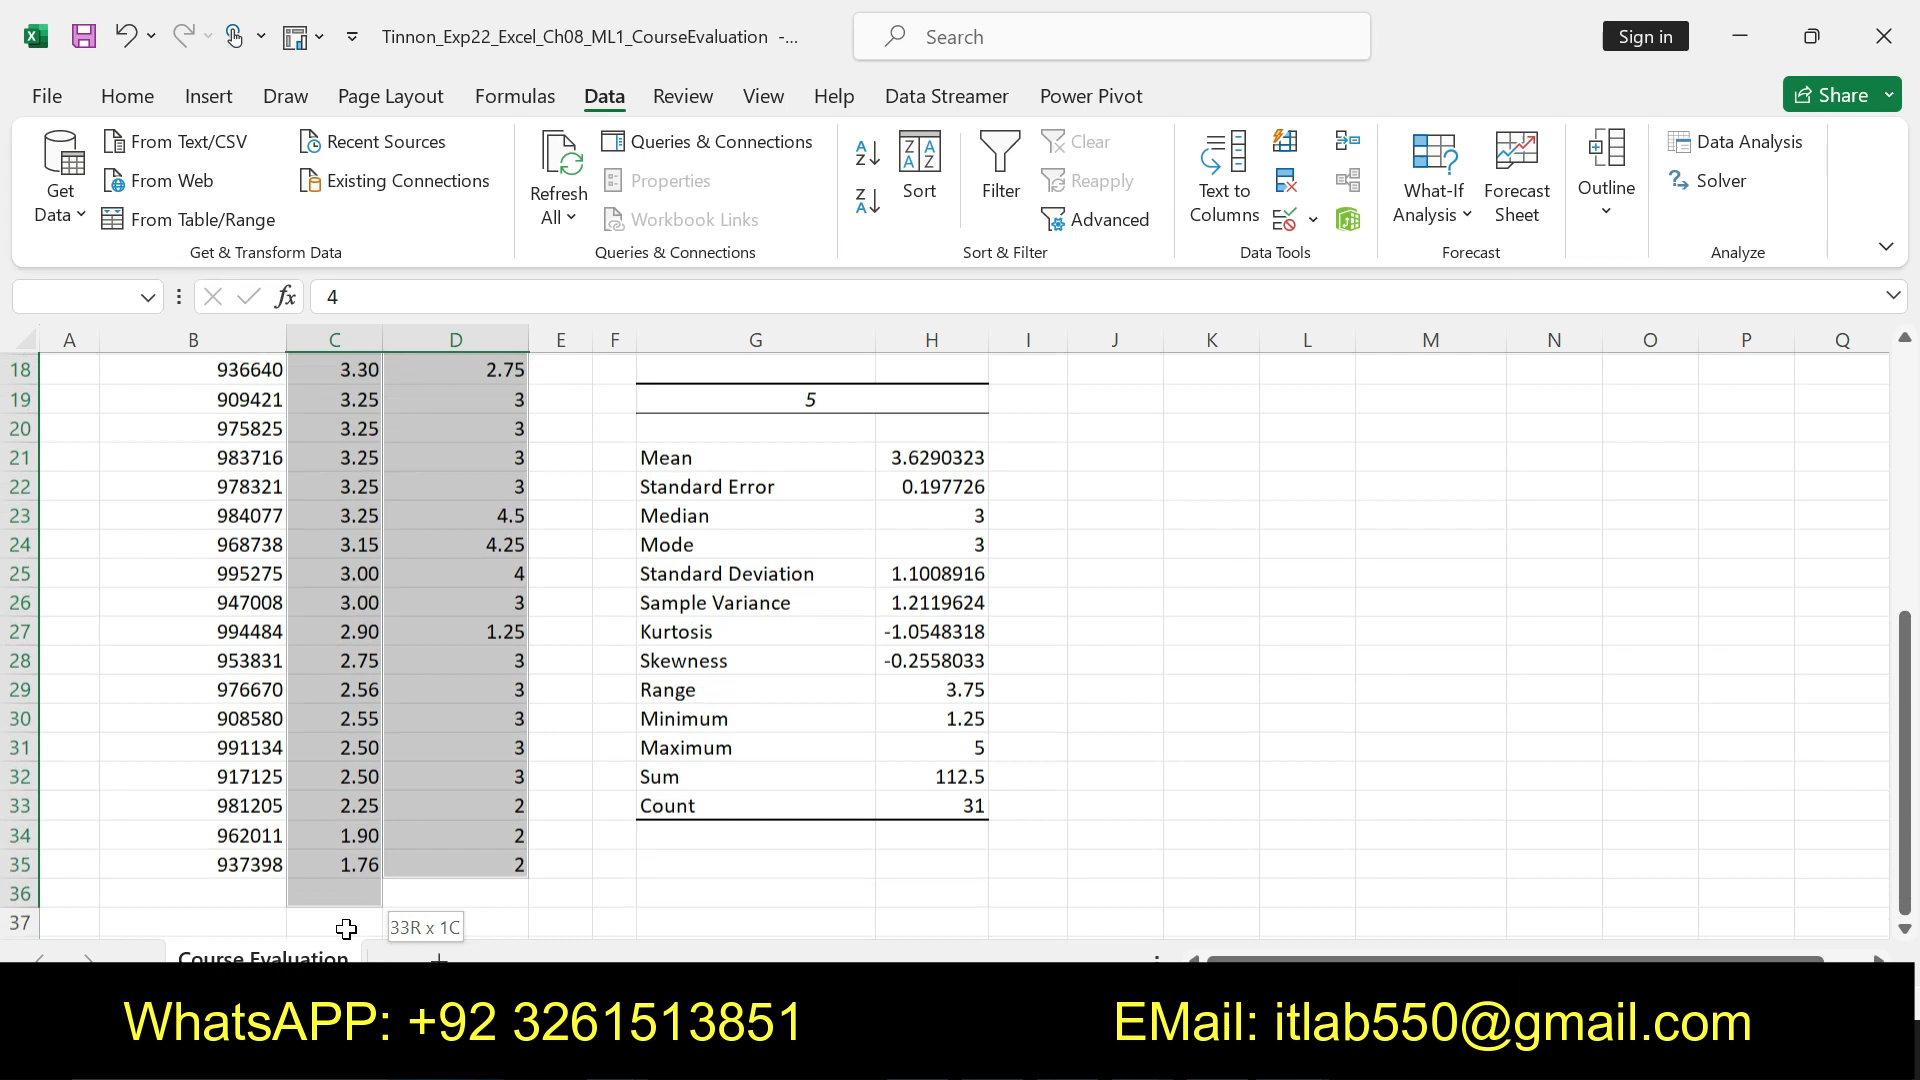 Tinnon_Exp22_Excel_Ch08_ML1_CourseEvaluation -...
Search
Sign in
File Home Insert Draw Page Layout Formulas Data Review View Help Data Streamer Power Pivot
Share
Get Data
From Text/CSV
From Web
From Table/Range
Recent Sources
Existing Connections
Get & Transform Data
Refresh All
Queries & Connections
Properties
Workbook Links
Queries & Connections
Sort
Filter
Clear
Reapply
Advanced
Sort & Filter
Text to Columns
Data Tools
What-If Analysis
Forecast Sheet
Forecast
Outline
Data Analysis
Solver
Analyze
fx 4
A B C D E F G H I J K L M N O P Q
18 936640 3.30 2.75
19 909421 3.25 3 5
20 975825 3.25 3
21 983716 3.25 3 Mean 3.6290323
22 978321 3.25 3 Standard Error 0.197726
23 984077 3.25 4.5 Median 3
24 968738 3.15 4.25 Mode 3
25 995275 3.00 4 Standard Deviation 1.1008916
26 947008 3.00 3 Sample Variance 1.2119624
27 994484 2.90 1.25 Kurtosis -1.0548318
28 953831 2.75 3 Skewness -0.2558033
29 976670 2.56 3 Range 3.75
30 908580 2.55 3 Minimum 1.25
31 991134 2.50 3 Maximum 5
32 917125 2.50 3 Sum 112.5
33 981205 2.25 2 Count 31
34 962011 1.90 2
35 937398 1.76 2
36
37
33R x 1C
Course Evaluation
WhatsAPP: +92 3261513851 EMail: itlab550@gmail.com